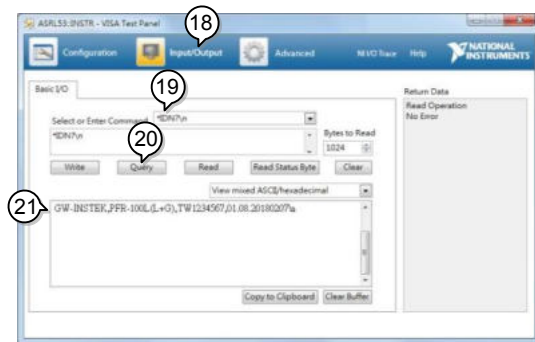 ASRL53::INSTR - VISA Test Panel
18
Configuration
Input/Output
Advanced
NI I/O Trace
Help
NATIONAL INSTRUMENTS
Basic I/O
Return Data
Read Operation
No Error
19
Select or Enter Command
*IDN?\n
*IDN?\n
Bytes to Read
1024
20
Write
Query
Read
Read Status Byte
Clear
View mixed ASCII/hexadecimal
21
GW-INSTEK,PFR-100L(L+G),TW1234567,01.08.20180207\n
Copy to Clipboard
Clear Buffer